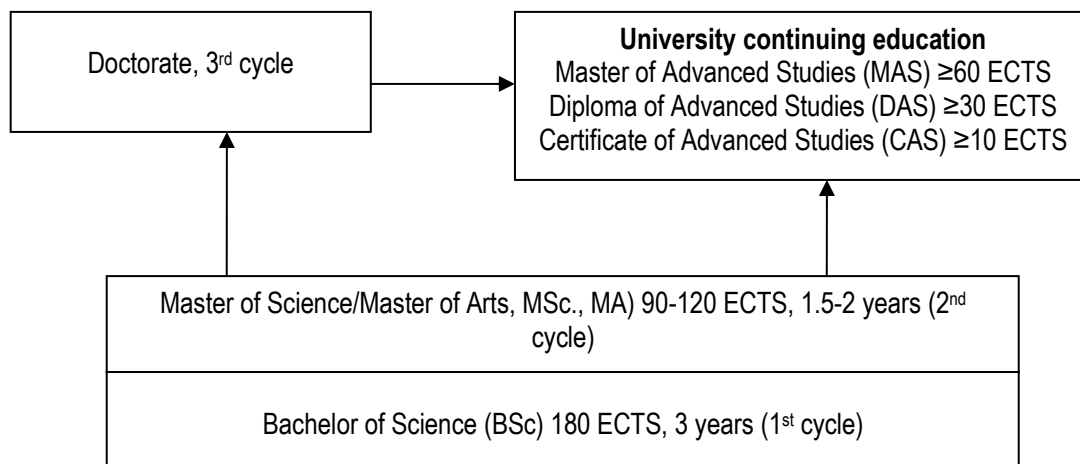 Doctorate, 3rd cycle
University continuing education
Master of Advanced Studies (MAS) ≥60 ECTS
Diploma of Advanced Studies (DAS) ≥30 ECTS
Certificate of Advanced Studies (CAS) ≥10 ECTS
Master of Science/Master of Arts, MSc., MA) 90-120 ECTS, 1.5-2 years (2nd
cycle)
Bachelor of Science (BSc) 180 ECTS, 3 years (1st cycle)